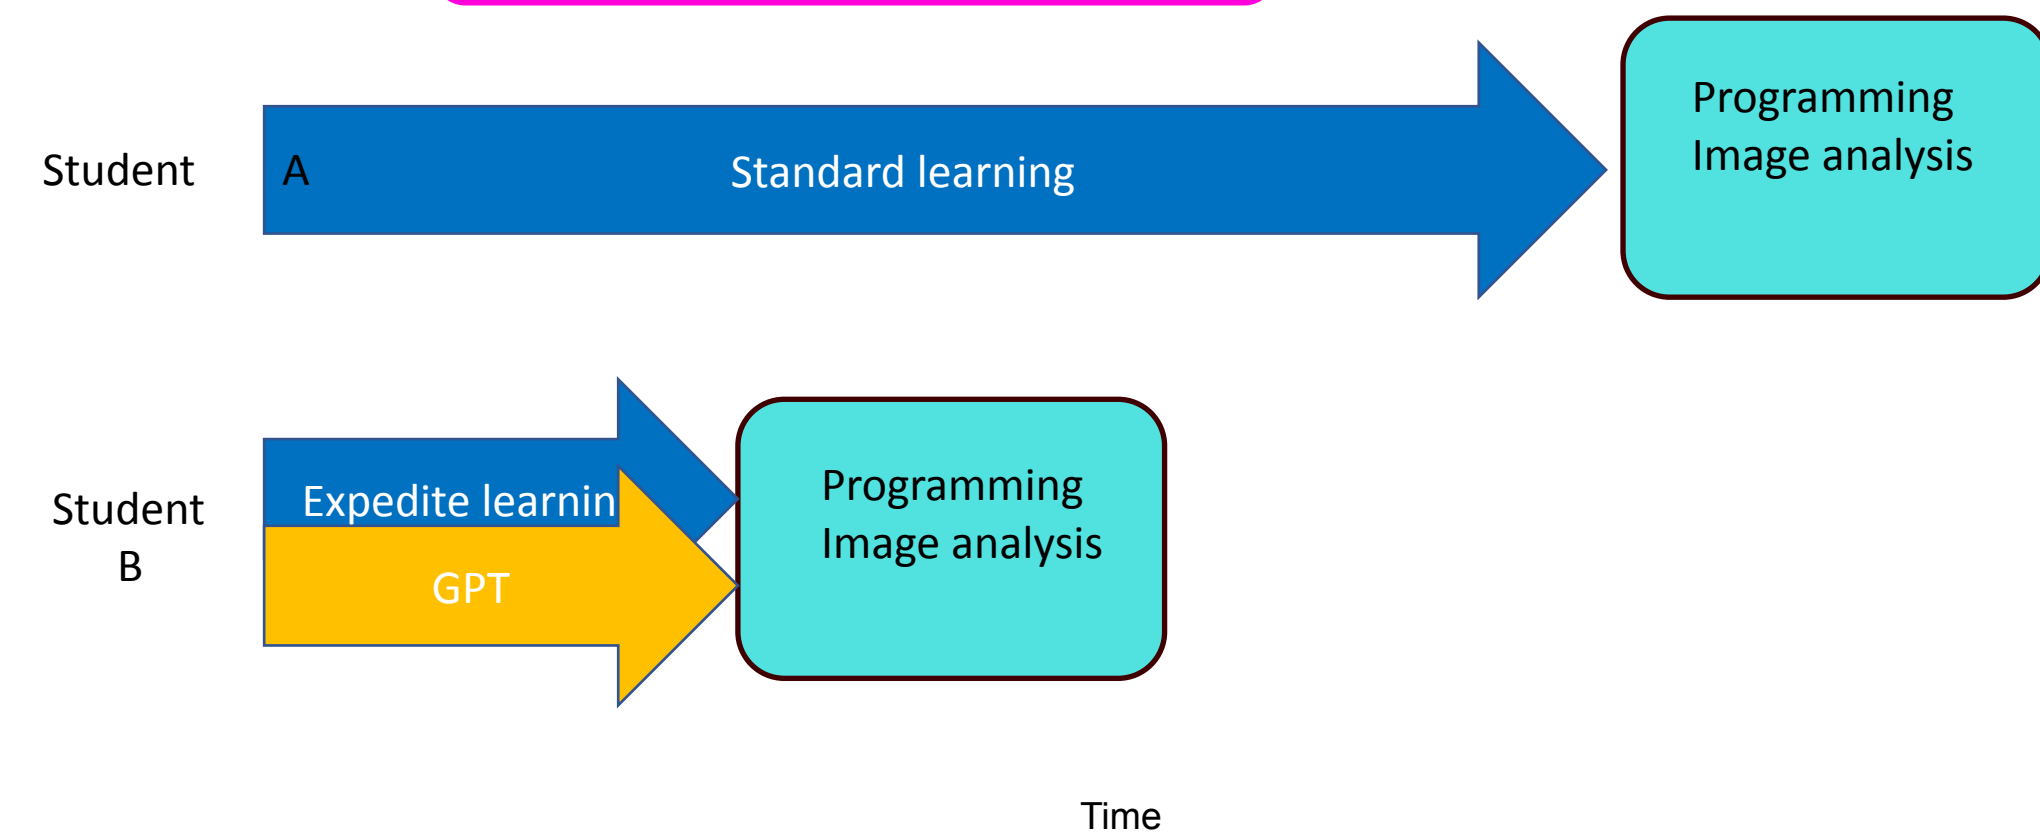 Student A
Standard learning
Programming
Image analysis
Student
B
Expedite learnin
GPT
Programming
Image analysis
Time